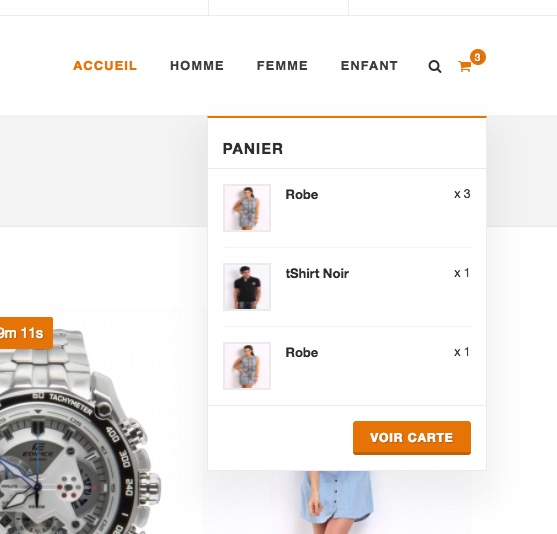 ACCUEIL HOMME FEMME ENFANT 3
PANIER
Robe x 3
tShirt Noir x 1
Robe x 1
VOIR CARTE
9m 11s
60 TACHYMETER
400
300
240
EDIFICE